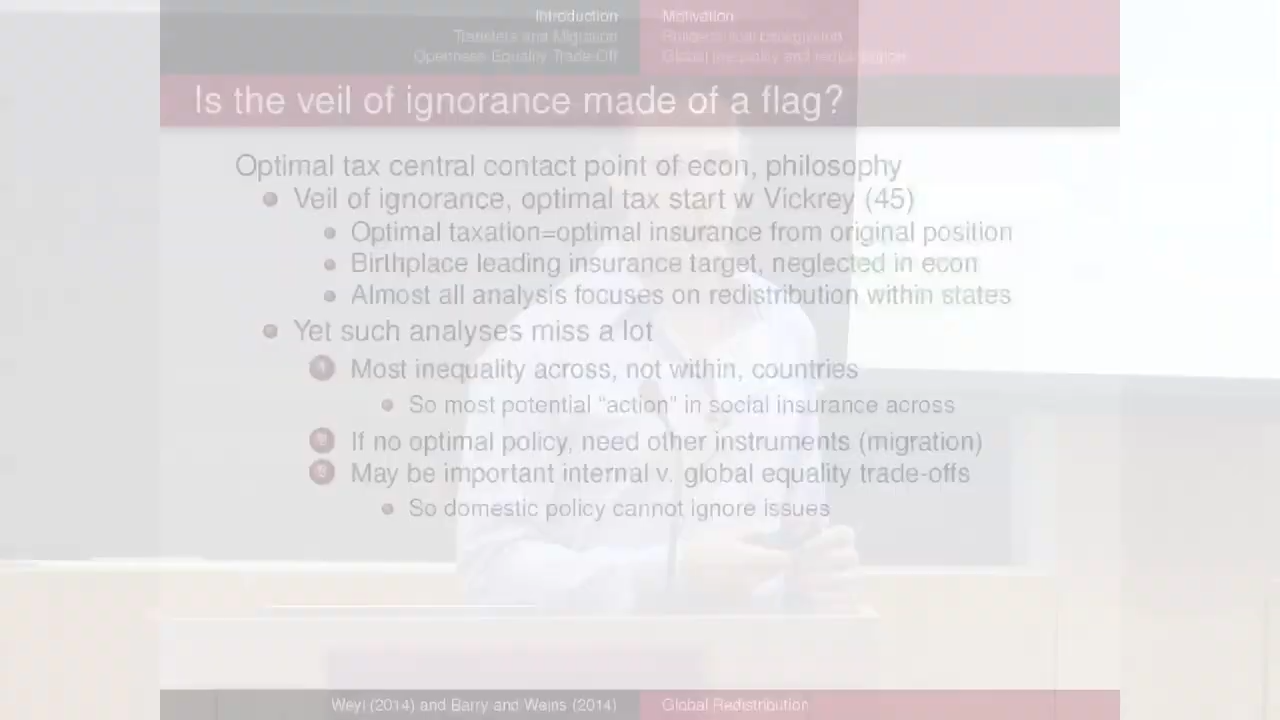 Introduction
Transfers and Migration
Openness-Equality Trade-Off
Motivation
Global inequality and redistribution
Is the veil of ignorance made of a flag?
Optimal tax central contact point of econ, philosophy
Veil of ignorance, optimal tax start w Vickrey (45)
Optimal taxation=optimal insurance from original position
Birthplace leading insurance target, neglected in econ
Almost all analysis focuses on redistribution within states
Yet such analyses miss a lot
1 Most inequality across, not within, countries
So most potential “action” in social insurance across
2 If no optimal policy, need other instruments (migration)
3 May be important internal v. global equality trade-offs
So domestic policy cannot ignore issues
Weyl (2014) and Barry and Weins (2014)
Global Redistribution